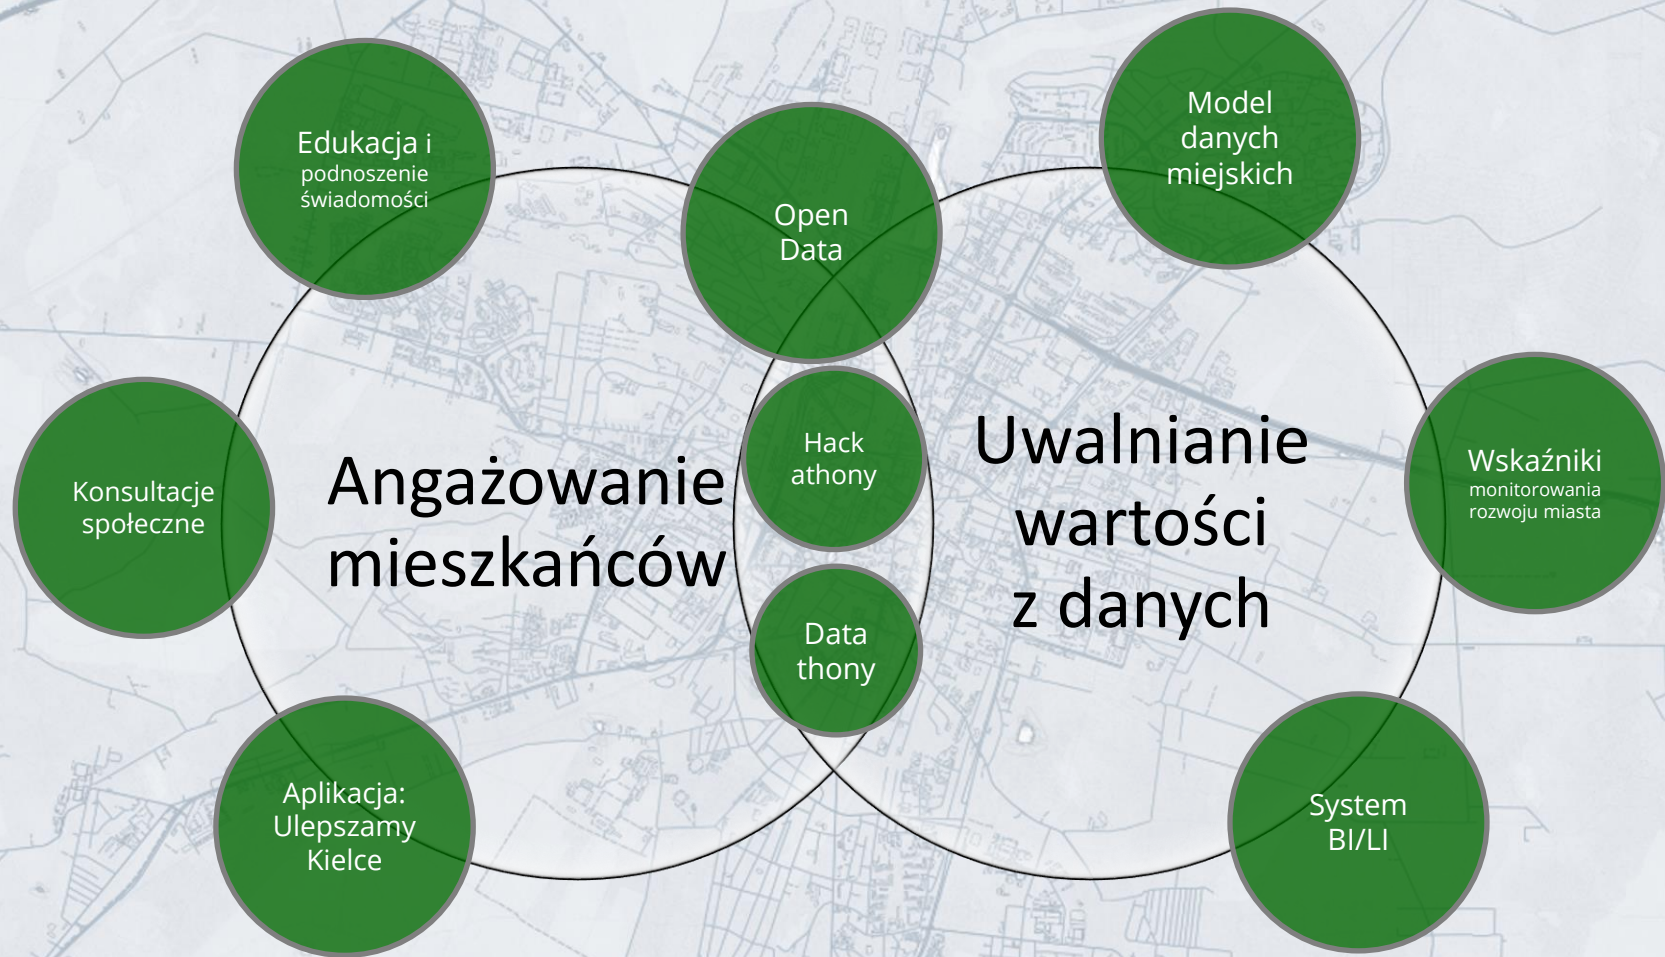 Edukacja i
podnoszenie
świadomości
Open
Data
Model
danych
miejskich
Konsultacje
społeczne
Angażowanie
mieszkańców
Hack
athony
Data
thony
Uwalnianie
wartości
z danych
Wskaźniki
monitorowania
rozwoju miasta
Aplikacja:
Ulepszamy
Kielce
System
BI/LI